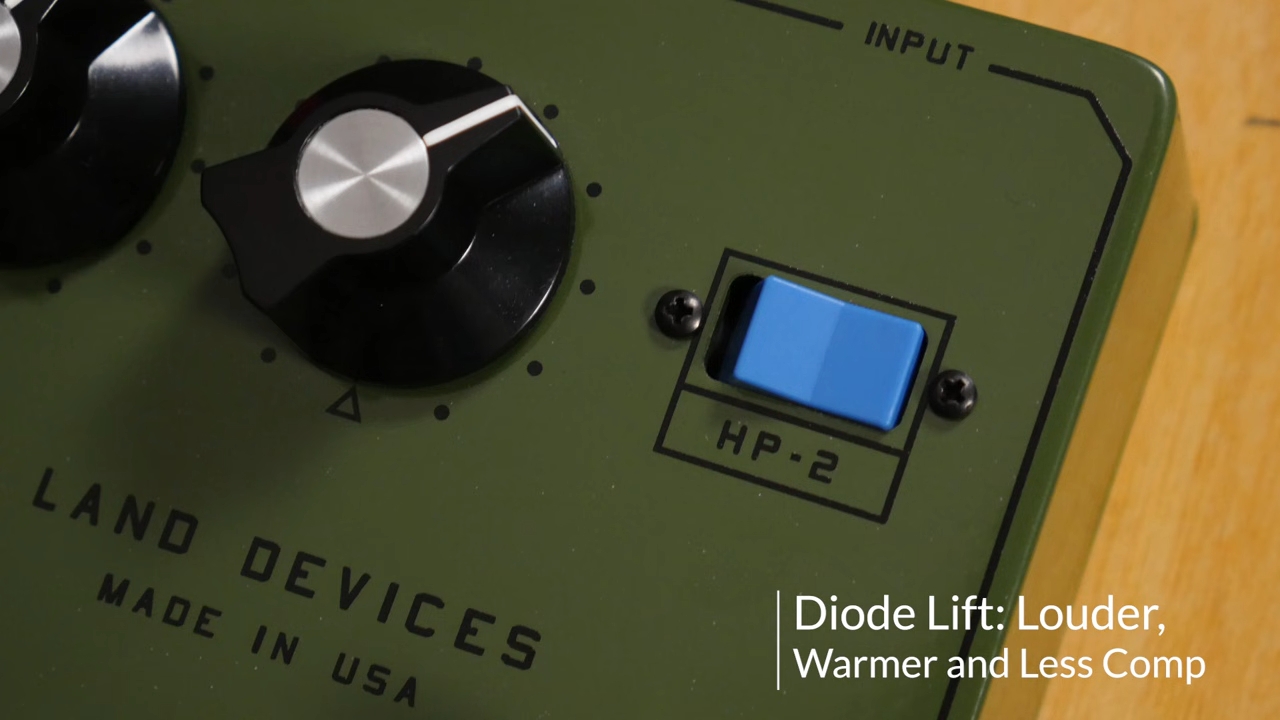 INPUT
HP-2
LAND DEVICES
MADE IN USA
Diode Lift: Louder,
Warmer and Less Comp